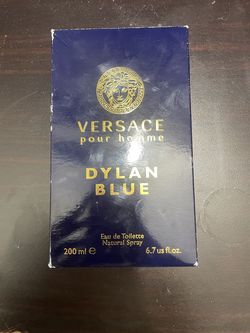 VERSACE
pour homme
DYLAN
BLUE
Eau de Toilette
Natural Spray
200 ml ℮ 6.7 us fl.oz.